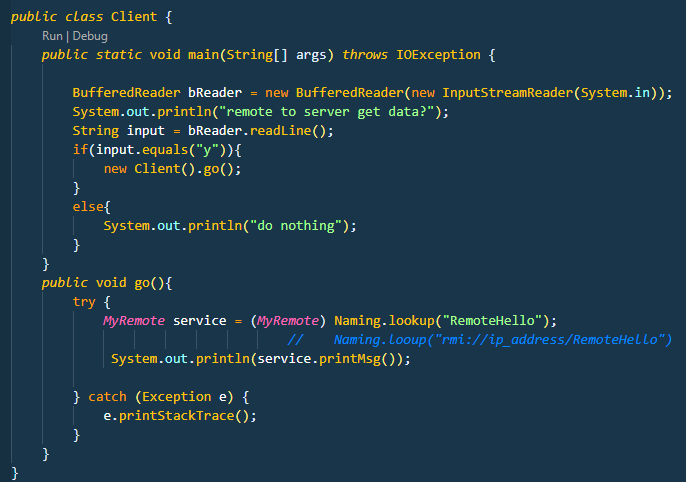 public class Client {
Run | Debug
public static void main(String[] args) throws IOException {
BufferedReader bReader = new BufferedReader(new InputStreamReader(System.in));
System.out.println("remote to server get data?");
String input = bReader.readLine();
if(input.equals("y")){
new Client().go();
}
else{
System.out.println("do nothing");
}
}
public void go(){
try {
MyRemote service = (MyRemote) Naming.lookup("RemoteHello");
// Naming.looup("rmi://ip_address/RemoteHello")
System.out.println(service.printMsg());
} catch (Exception e) {
e.printStackTrace();
}
}
}